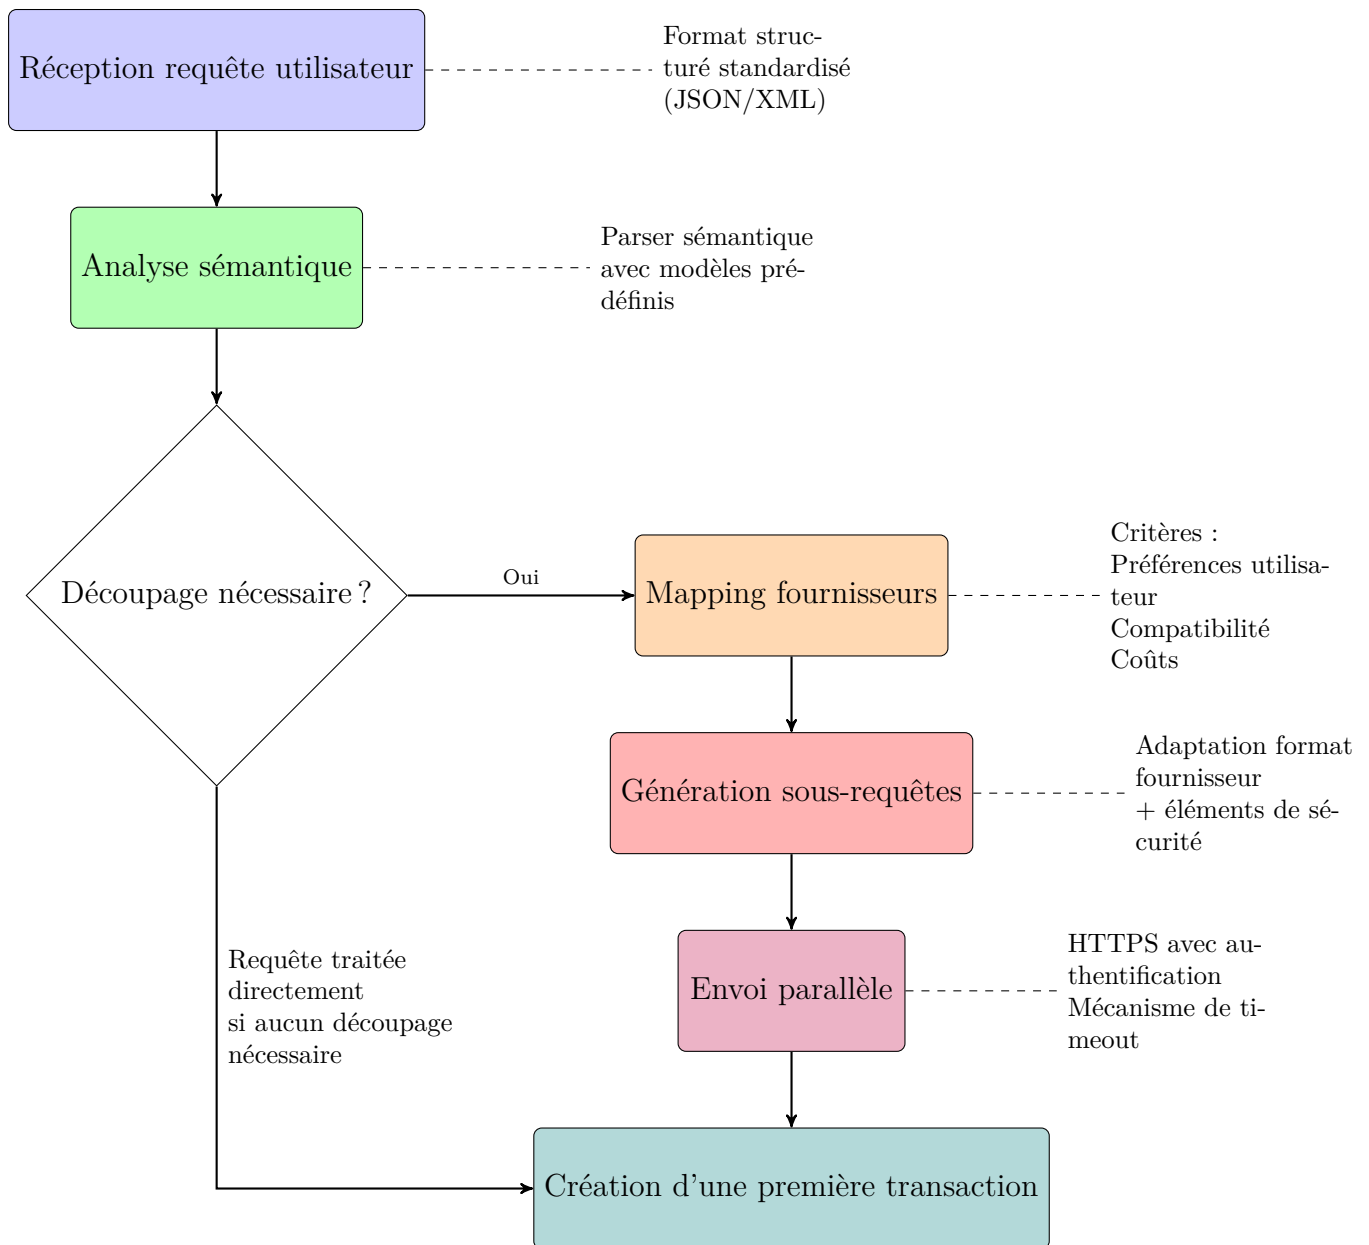 Réception requête utilisateur
Format struc-
turé standardisé
(JSON/XML)
Analyse sémantique
Parser sémantique
avec modèles pré-
définis
Découpage nécessaire ?
Oui
Mapping fournisseurs
Critères :
Préférences utilisa-
teur
Compatibilité
Coûts
Génération sous-requêtes
Adaptation format
fournisseur
+ éléments de sé-
curité
Requête traitée
directement
si aucun découpage
nécessaire
Envoi parallèle
HTTPS avec au-
thentification
Mécanisme de ti-
meout
Création d'une première transaction